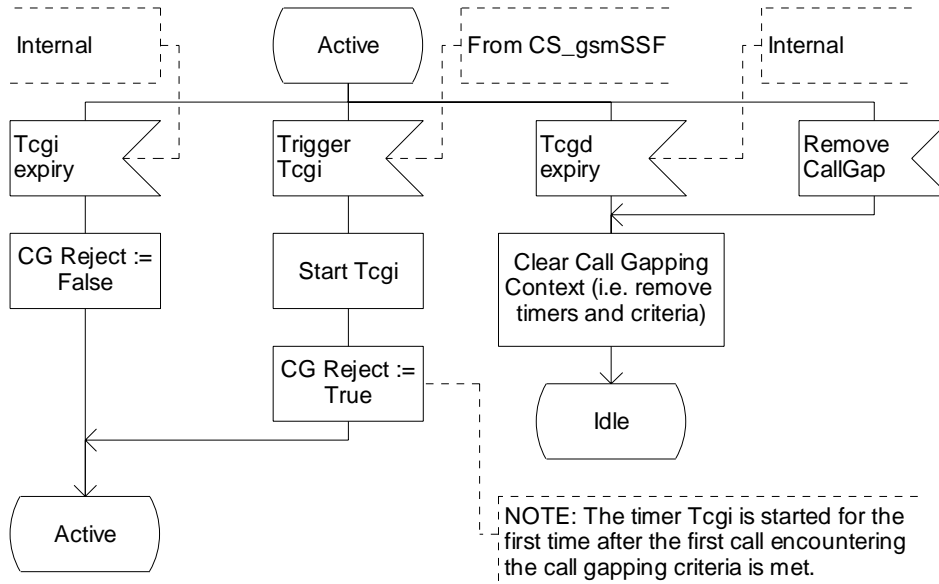 Internal
Active
From CS_gsmSSF
Internal
Tcgi
expiry
Trigger
Tcgi
Tcgd
expiry
Remove
CallGap
CG Reject :=
False
Start Tcgi
Clear Call Gapping
Context (i.e. remove
timers and criteria)
CG Reject :=
True
Idle
Active
NOTE: The timer Tcgi is started for the
first time after the first call encountering
the call gapping criteria is met.